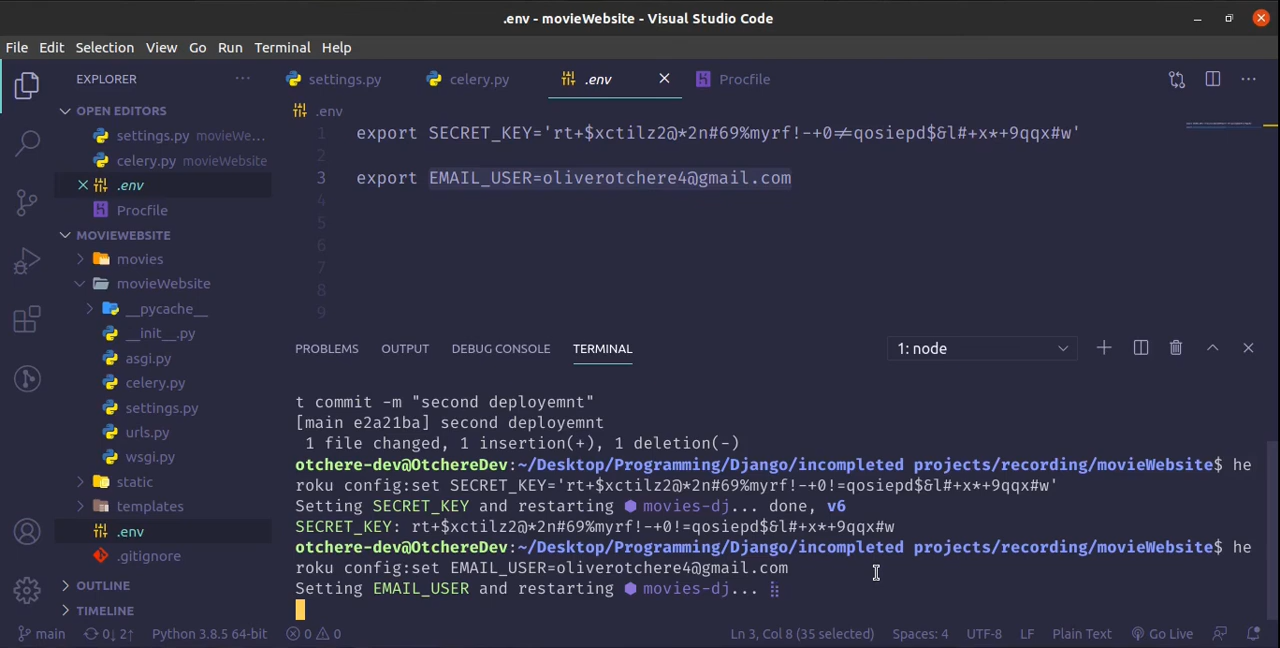 .env - movieWebsite - Visual Studio Code
File Edit Selection View Go Run Terminal Help
EXPLORER ···
settings.py celery.py .env Procfile
OPEN EDITORS
settings.py movieWe...
celery.py movieWebsite
.env
Procfile
MOVIEWEBSITE
movies
movieWebsite
__pycache__
__init__.py
asgi.py
celery.py
settings.py
urls.py
wsgi.py
static
templates
.env
.gitignore
OUTLINE
TIMELINE
.env
1 export SECRET_KEY='rt+$xctilz2@*2n#69%myrf!-+0≠qosiepd$&l#+x*+9qqx#w'
2
3 export EMAIL_USER=oliverotchere4@gmail.com
4
5
6
7
8
9
PROBLEMS OUTPUT DEBUG CONSOLE TERMINAL 1: node
t commit -m "second deployemnt"
[main e2a21ba] second deployemnt
1 file changed, 1 insertion(+), 1 deletion(-)
otchere-dev@OtchereDev:~/Desktop/Programming/Django/incompleted projects/recording/movieWebsite$ he
roku config:set SECRET_KEY='rt+$xctilz2@*2n#69%myrf!-+0!=qosiepd$&l#+x*+9qqx#w'
Setting SECRET_KEY and restarting ⬢ movies-dj... done, v6
SECRET_KEY: rt+$xctilz2@*2n#69%myrf!-+0!=qosiepd$&l#+x*+9qqx#w
otchere-dev@OtchereDev:~/Desktop/Programming/Django/incompleted projects/recording/movieWebsite$ he
roku config:set EMAIL_USER=oliverotchere4@gmail.com
Setting EMAIL_USER and restarting ⬢ movies-dj... ⣾
main 0↓ 2↑ Python 3.8.5 64-bit 0 0 Ln 3, Col 8 (35 selected) Spaces: 4 UTF-8 LF Plain Text Go Live